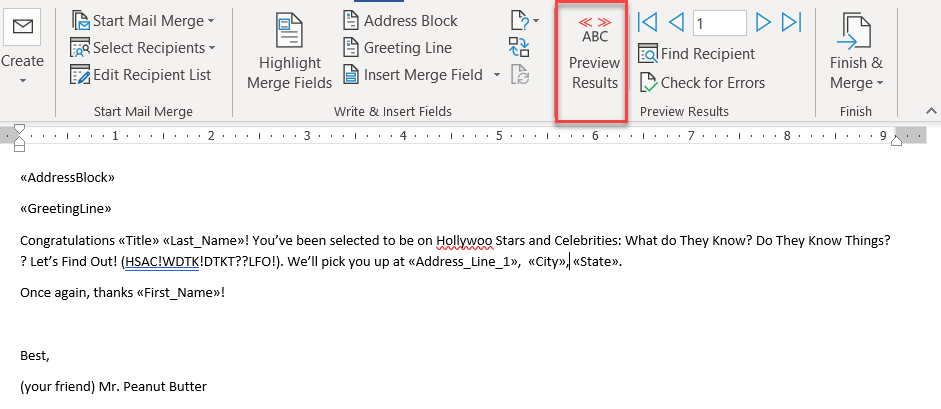 Create
Start Mail Merge
Select Recipients
Edit Recipient List
Start Mail Merge
Highlight
Merge Fields
Address Block
Greeting Line
Insert Merge Field
Write & Insert Fields
« »
ABC
Preview
Results
1
Find Recipient
Check for Errors
Preview Results
Finish &
Merge
Finish
1 2 3 4 5 6 7 8 9
«AddressBlock»
«GreetingLine»
Congratulations «Title» «Last_Name»! You’ve been selected to be on Hollywoo Stars and Celebrities: What do They Know? Do They Know Things?
? Let’s Find Out! (HSAC!WDTK!DTKT??LFO!). We’ll pick you up at «Address_Line_1», «City», «State».
Once again, thanks «First_Name»!
Best,
(your friend) Mr. Peanut Butter